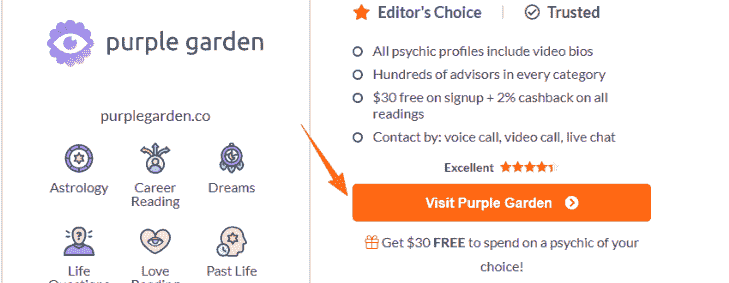 purple garden
purplegarden.co
Astrology
Career
Reading
Dreams
Life
Love
Past Life
Editor's Choice
Trusted
All psychic profiles include video bios
Hundreds of advisors in every category
$30 free on signup + 2% cashback on all
readings
Contact by: voice call, video call, live chat
Excellent
Visit Purple Garden
Get $30 FREE to spend on a psychic of your
choice!